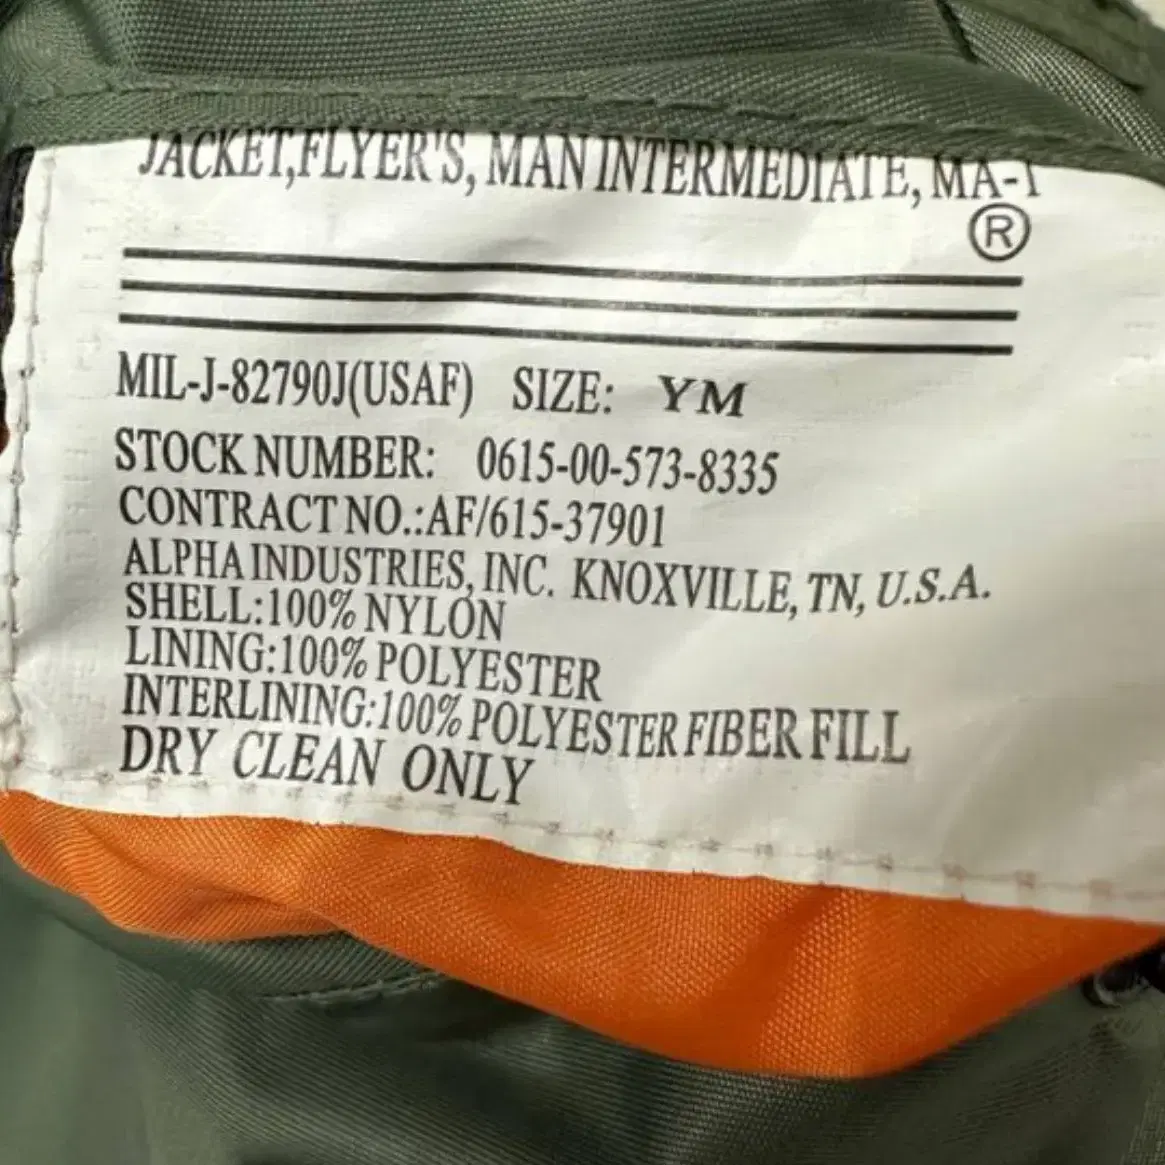 JACKET,FLYER'S, MAN INTERMEDIATE, MA-1
®
MIL-J-82790J(USAF) SIZE: YM
STOCK NUMBER: 0615-00-573-8335
CONTRACT NO.:AF/615-37901
ALPHA INDUSTRIES, INC. KNOXVILLE, TN, U.S.A.
SHELL:100% NYLON
LINING:100% POLYESTER
INTERLINING:100% POLYESTER FIBER FILL
DRY CLEAN ONLY